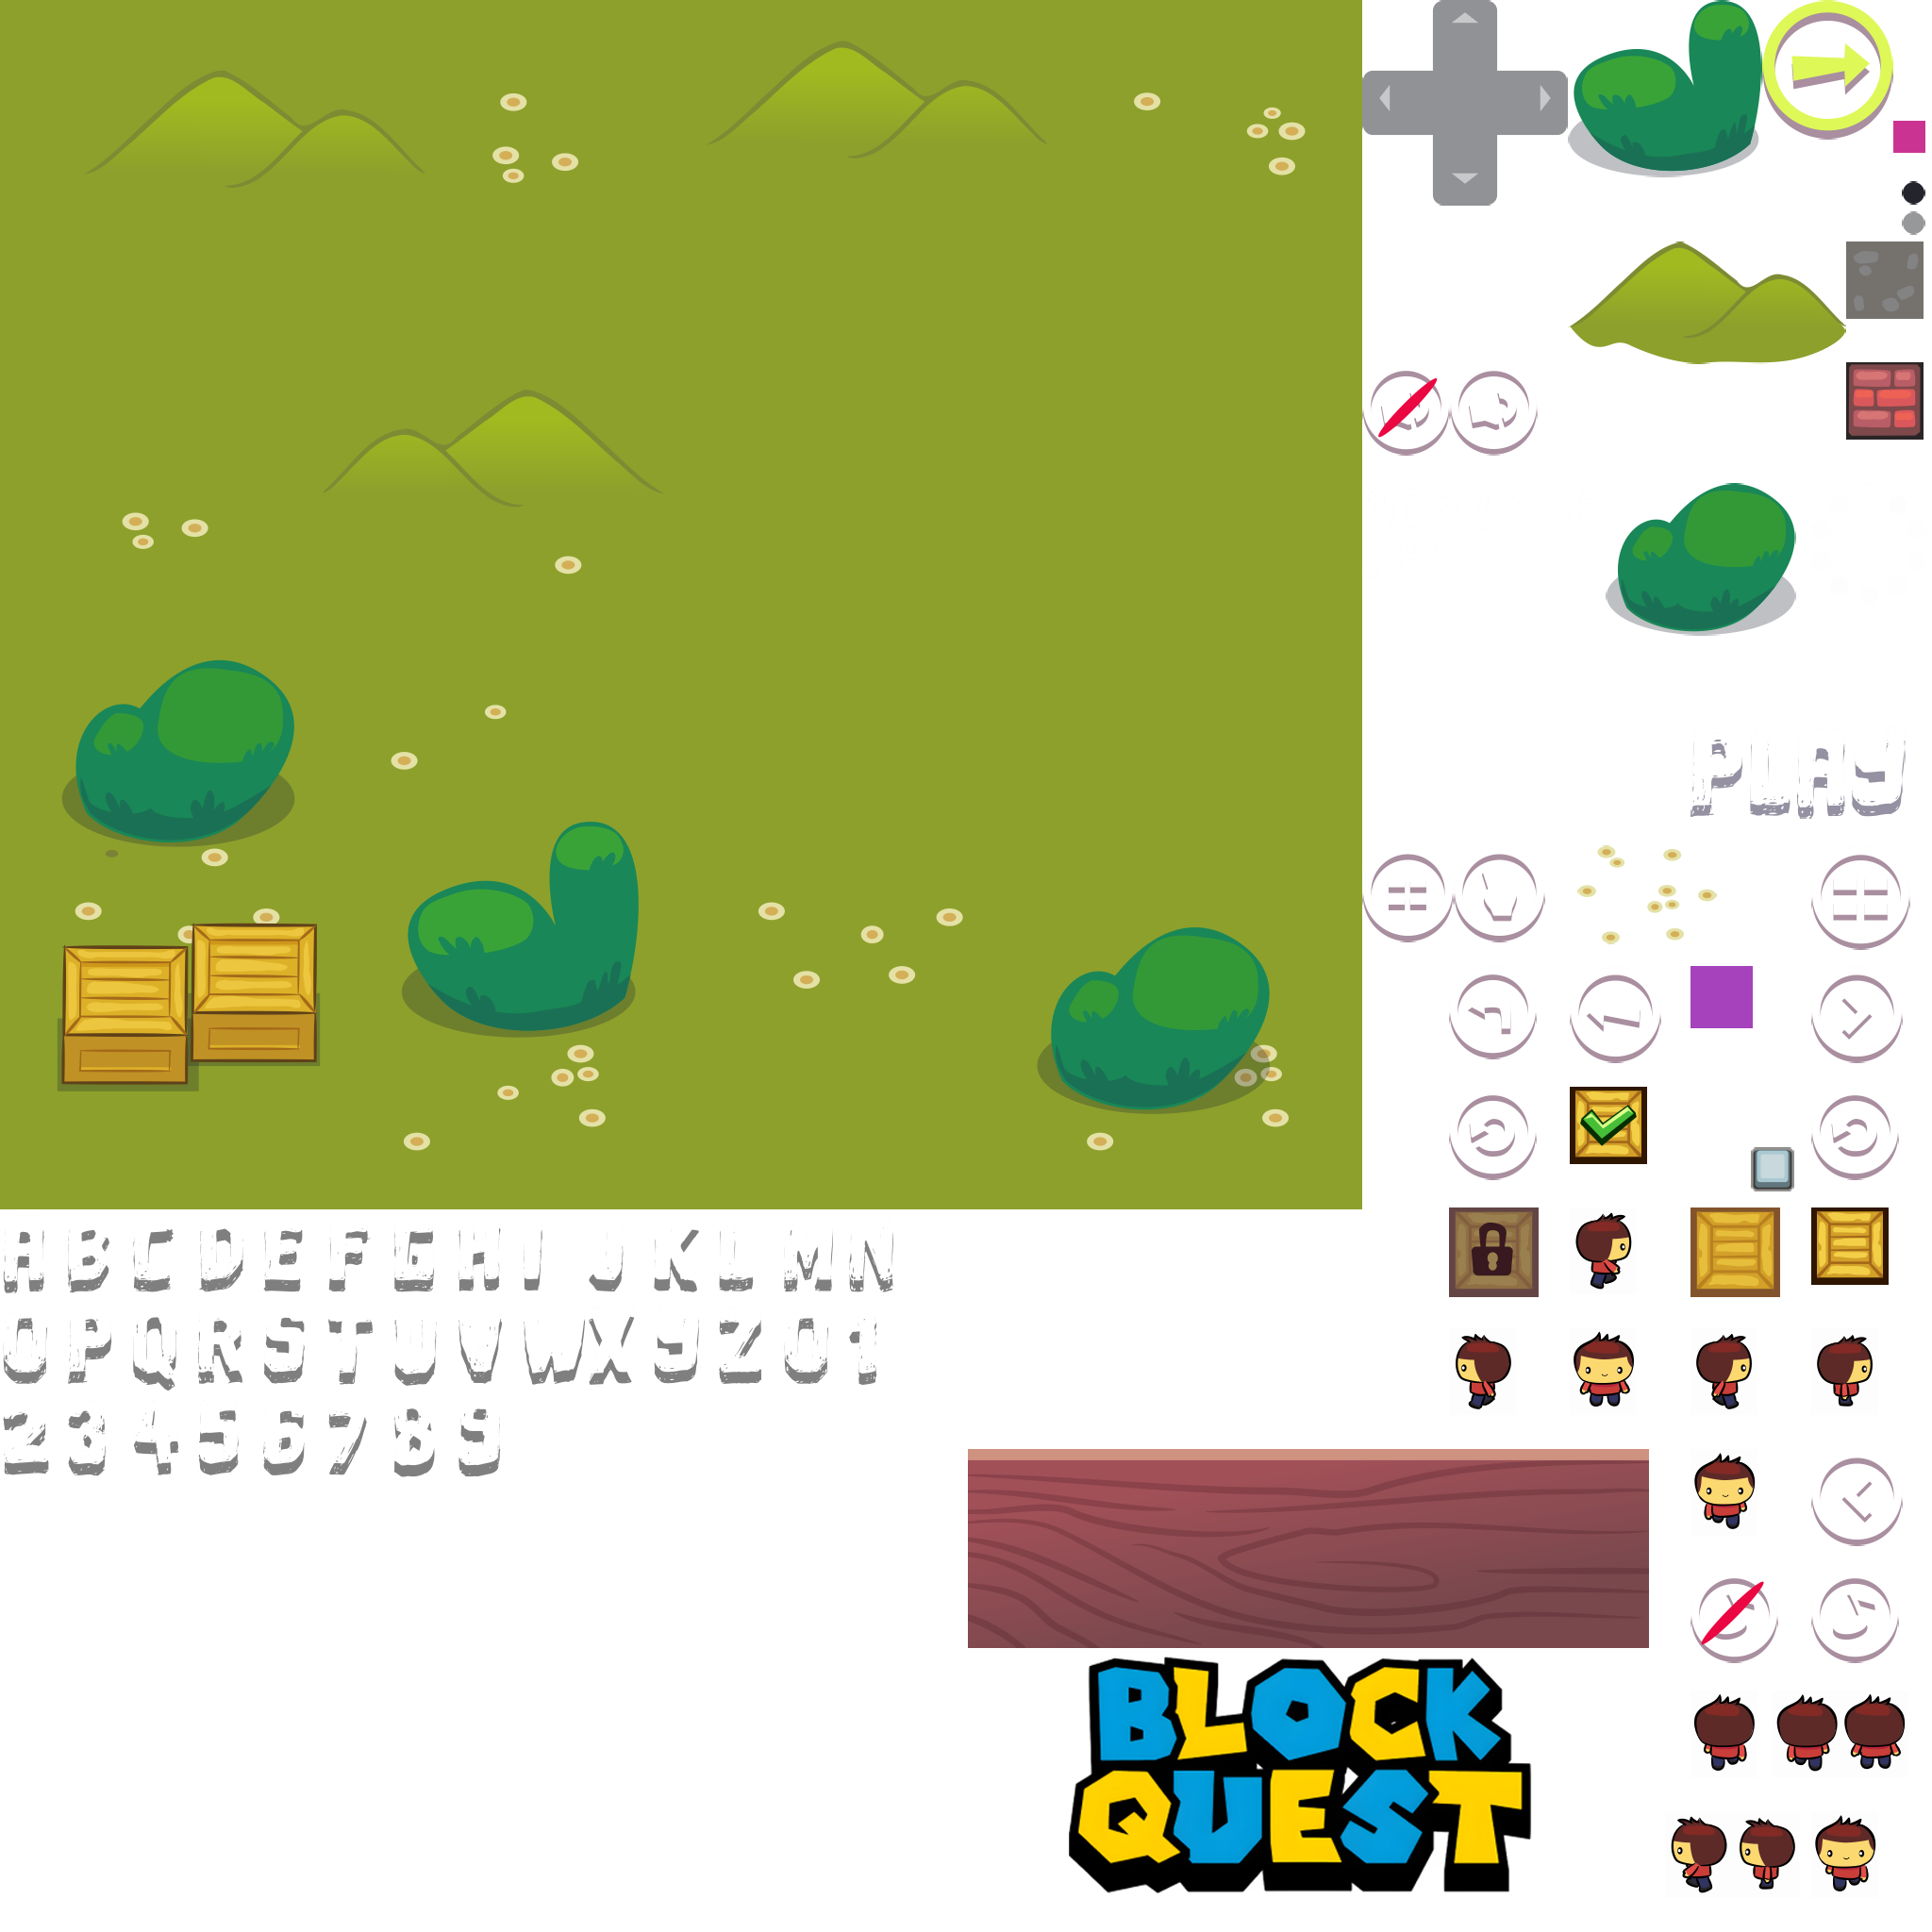 PLAY
ABCDEFGHIJKLMN
OPQRSTUVWXYZ01
23456789
BLOCK
QUEST